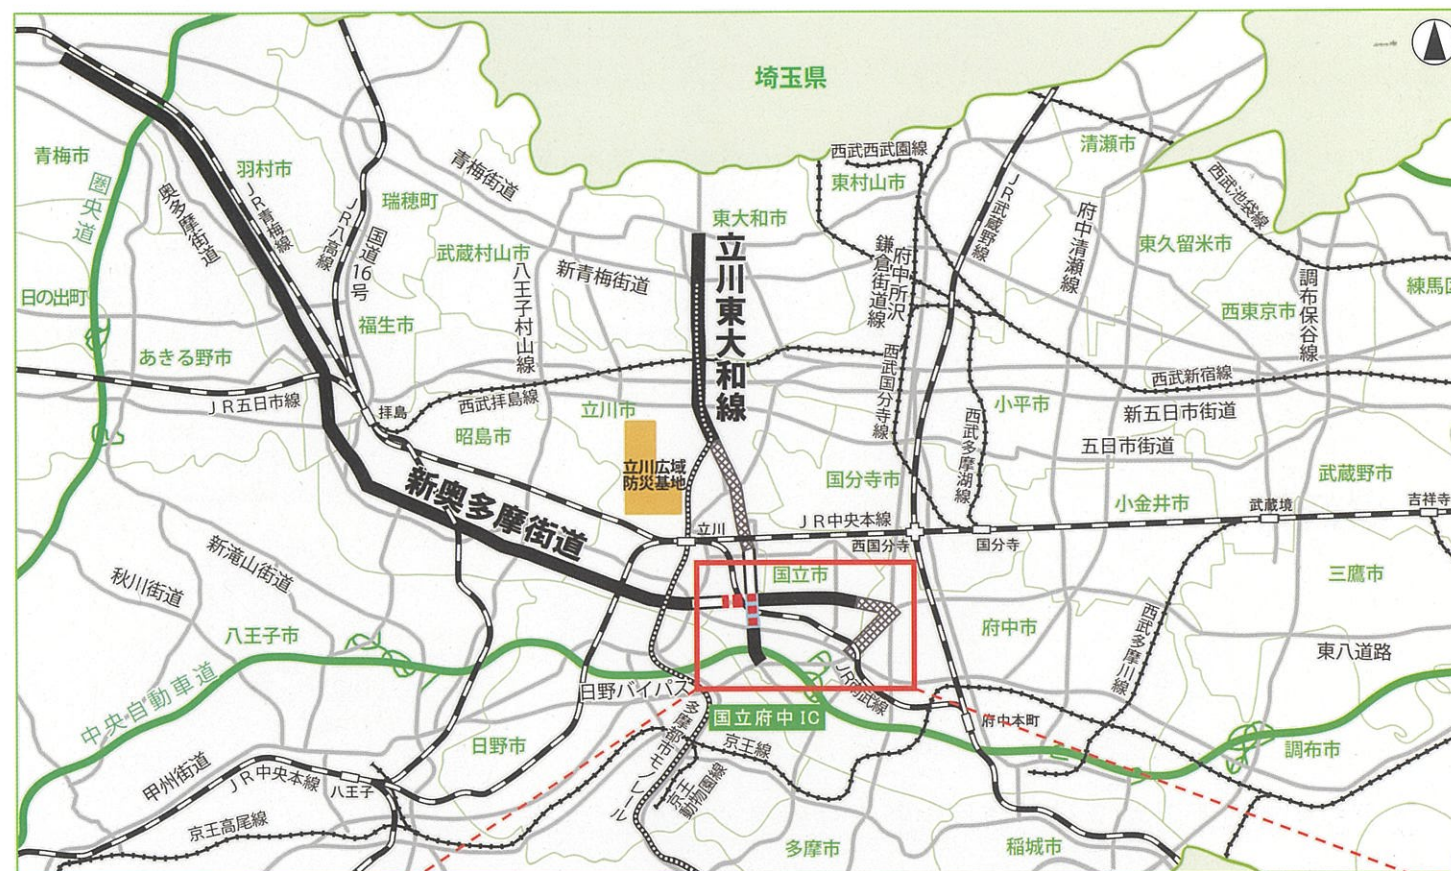 埼玉県
清瀬市
西武西武園線
東村山市
青梅市
羽村市
青梅街道
瑞穂町
圏央道
奥多摩街道
JR青梅線
JR八高線
国道16号
武蔵村山市
東大和市
立川東大和線
鎌倉街道線
府中所沢
JR武蔵野線
府中清瀬線
西武池袋線
東久留米市
日の出町
八王子村山線
新青梅街道
福生市
西東京市
調布保谷線
練馬区
あきる野市
西武国分寺線
西武新宿線
JR五日市線
拝島
西武拝島線
立川市
小平市
新五日市街道
昭島市
西武多摩湖線
五日市街道
立川広域
防災基地
国分寺市
武蔵野市
新奥多摩街道
小金井市
武蔵境
吉祥寺
立川
JR中央本線
西国分寺
国分寺
新滝山街道
秋川街道
国立市
三鷹市
八王子市
府中市
西武多摩川線
東八道路
中央自動車道
日野バイパス
JR南武線
国立府中IC
府中本町
多摩都市モノレール
日野市
京王線
調布市
京王
動物園線
甲州街道
JR中央本線
八王子
京王高尾線
多摩市
稲城市